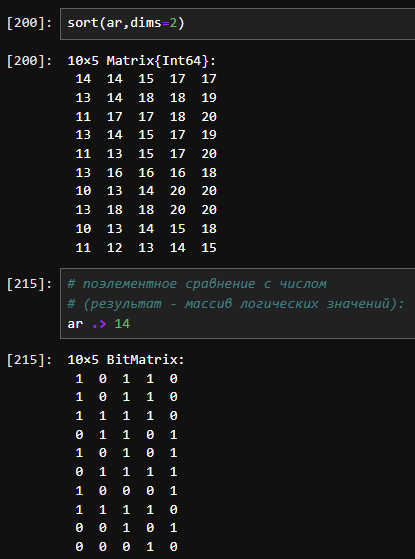 [200]: sort(ar,dims=2)
[200]: 10×5 Matrix{Int64}:
14 14 15 17 17
13 14 18 18 19
11 17 17 18 20
13 14 15 17 19
11 13 15 17 20
13 16 16 16 18
10 13 14 20 20
13 18 18 20 20
10 13 14 15 18
11 12 13 14 15
[215]: # поэлементное сравнение с числом
# (результат - массив логических значений):
ar .> 14
[215]: 10×5 BitMatrix:
1 0 1 1 0
1 0 1 1 0
1 1 1 1 0
0 1 1 0 1
1 0 1 0 1
0 1 1 1 1
1 0 0 0 1
1 1 1 1 0
0 0 1 0 1
0 0 0 1 0